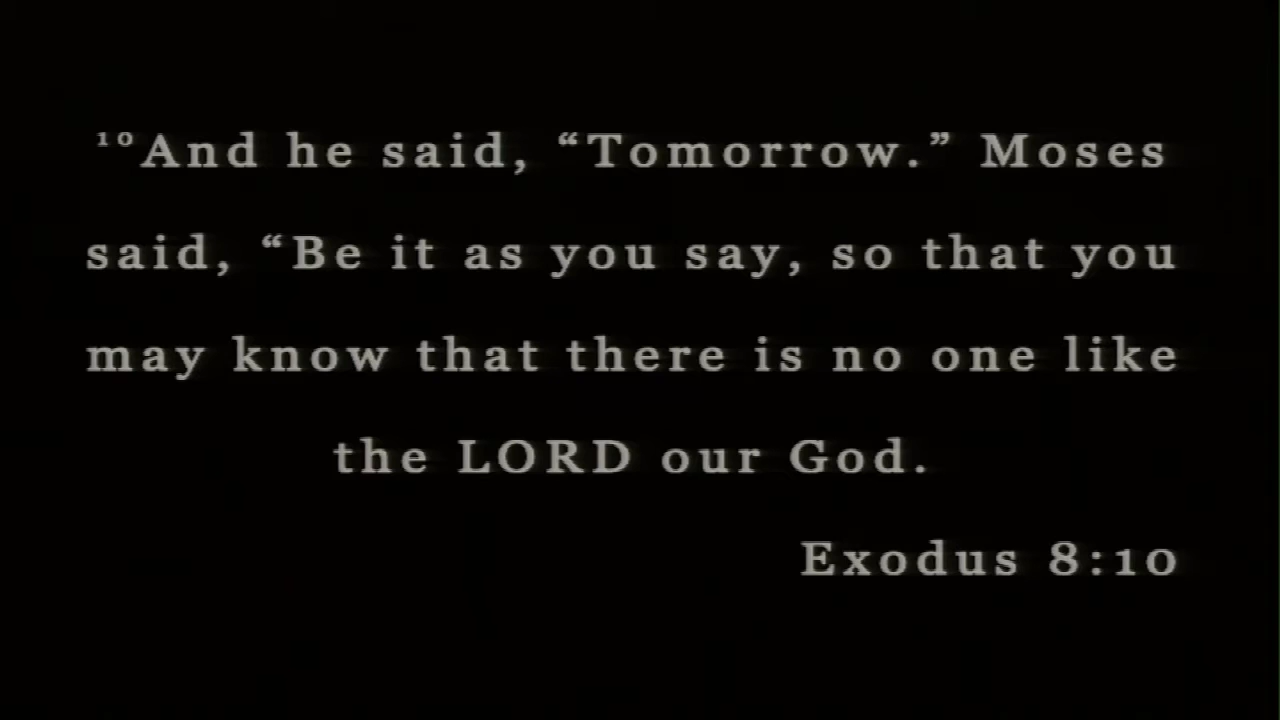 ¹⁰And he said, “Tomorrow.” Moses
said, “Be it as you say, so that you
may know that there is no one like
the LORD our God.
Exodus 8:10